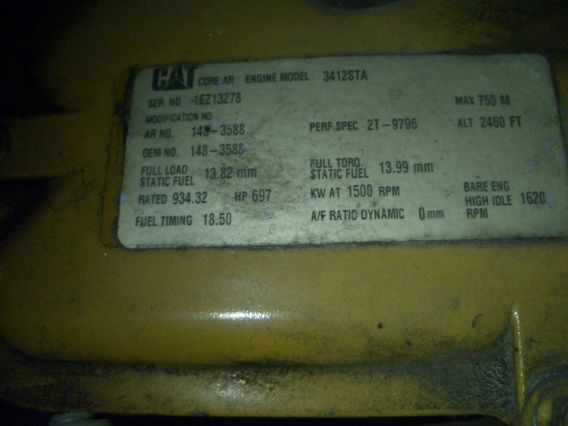 CAT CORE AR ENGINE MODEL 3412STA
SER. NO 1EZ13278 MAX 750 M
MODIFICATION NO.
AR NO. 148-3588 PERF SPEC 2T-9796 ALT 2460 FT
OEM NO. 148-3588
FULL LOAD STATIC FUEL 13.82 mm FULL TORQ STATIC FUEL 13.99 mm
RATED 934.32 HP 697 KW AT 1500 RPM BARE ENG HIGH IDLE 1620 RPM
FUEL TIMING 18.50 A/F RATIO DYNAMIC 0 mm